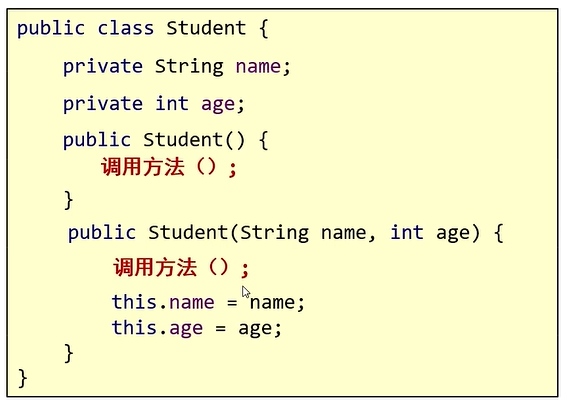 public class Student {
private String name;
private int age;
public Student() {
调用方法（）;
}
public Student(String name, int age) {
调用方法（）;
this.name = name;
this.age = age;
}
}